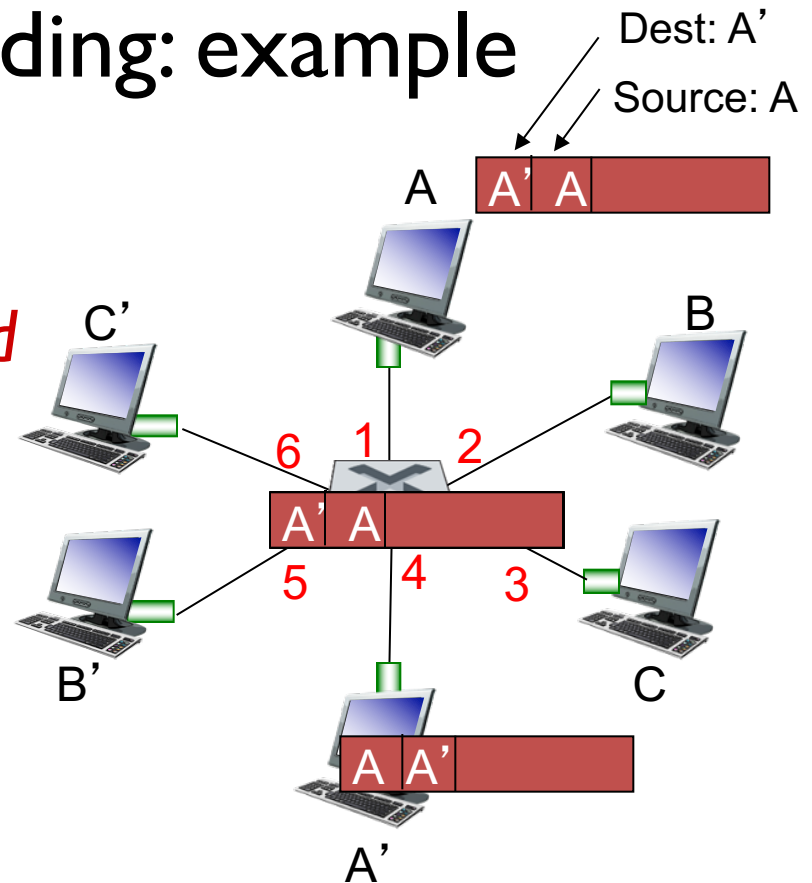 ding: example
Dest: A’
Source: A
A
A’ A
C’
B
6
1
2
A’ A
5
4
3
B’
C
A A’
A’